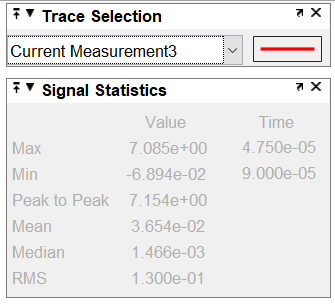 Trace Selection
Current Measurement3
Signal Statistics
Value Time
Max 7.085e+00 4.750e-05
Min -6.894e-02 9.000e-05
Peak to Peak 7.154e+00
Mean 3.654e-02
Median 1.466e-03
RMS 1.300e-01